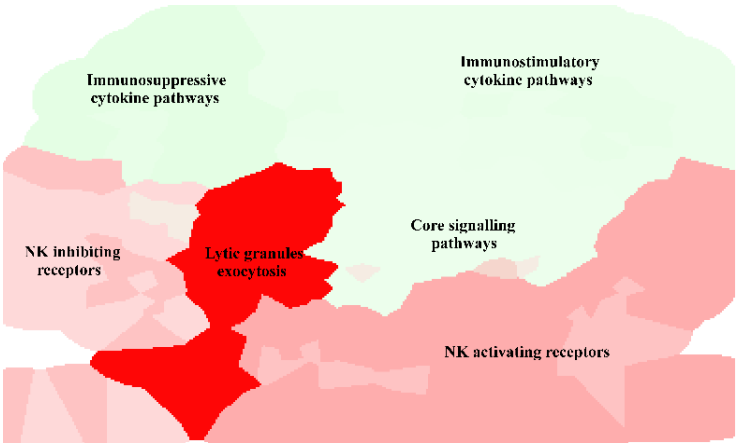 Immunosuppressive
cytokine pathways
Immunostimulatory
cytokine pathways
Core signalling
pathways
NK inhibiting
receptors
Lytic granules
exocytosis
NK activating receptors